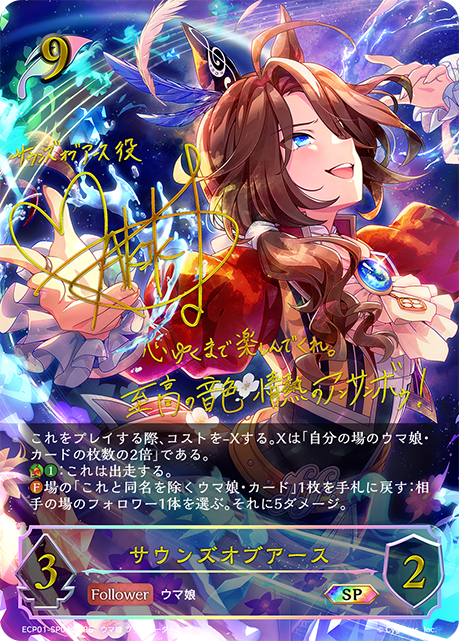 9
サウンズオブアース役
心ゆくまで楽しんでくれ。
至高の音色 情熱のアンサンボゥ!
これをプレイする際、コストを-Xする。Xは「自分の場のウマ娘・
カードの枚数の2倍」である。
1:これは出走する。
F 場の「これと同名を除くウマ娘・カード」1枚を手札に戻す:相
手の場のフォロワー1体を選ぶ。それに5ダメージ。
サウンズオブアース
3
Follower ウマ娘
SP
2